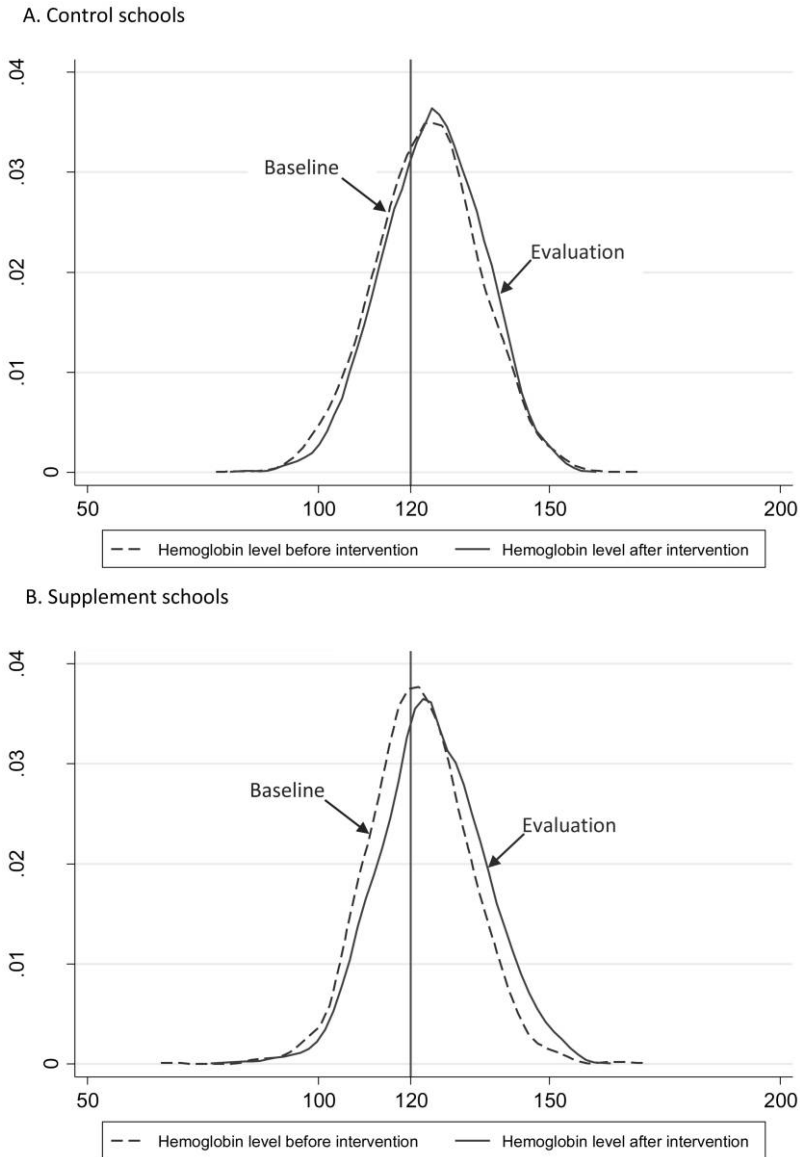 A. Control schools
.04
.03
.02
.01
0
Baseline
Evaluation
50 100 120 150 200
Hemoglobin level before intervention Hemoglobin level after intervention
B. Supplement schools
.04
.03
.02
.01
0
Baseline
Evaluation
50 100 120 150 200
Hemoglobin level before intervention Hemoglobin level after intervention